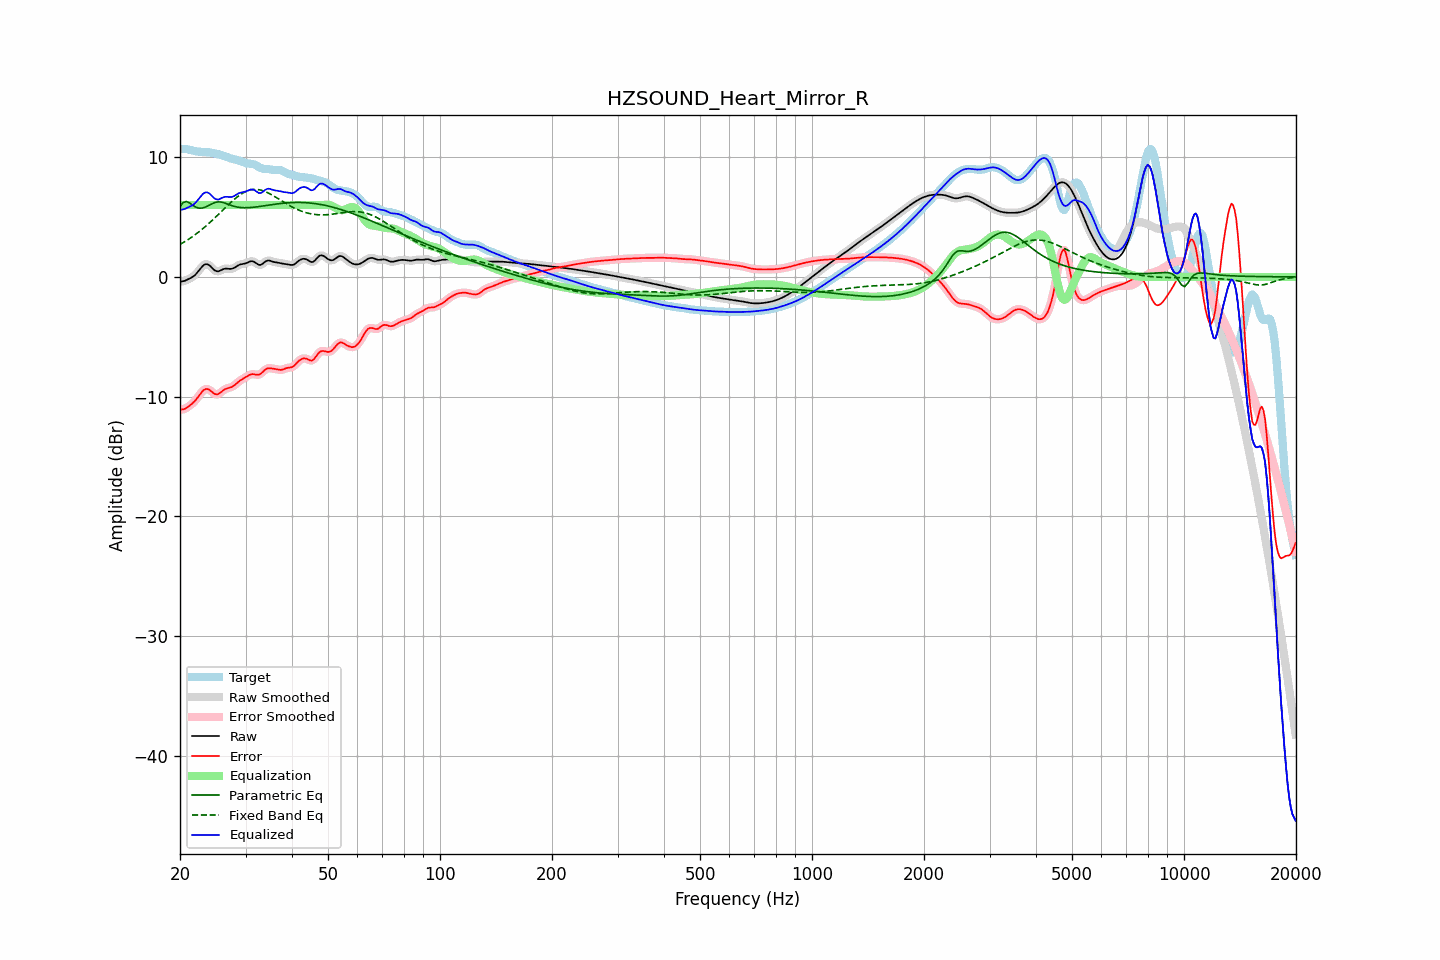 HZSOUND_Heart_Mirror_R
Amplitude (dBr)
10
0
−10
−20
−30
−40
Target
Raw Smoothed
Error Smoothed
Raw
Error
Equalization
Parametric Eq
Fixed Band Eq
Equalized
20 50 100 200 500 1000 2000 5000 10000 20000
Frequency (Hz)